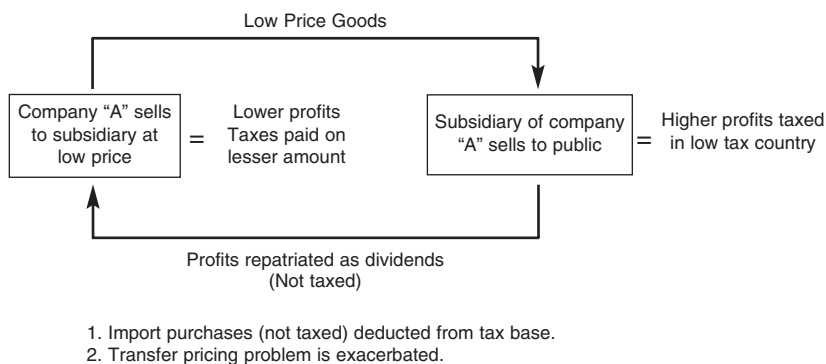 Low Price Goods
Company “A” sells
to subsidiary at
low price
=
Lower profits
Taxes paid on
lesser amount
Subsidiary of company
“A” sells to public
=
Higher profits taxed
in low tax country
Profits repatriated as dividends
(Not taxed)
1. Import purchases (not taxed) deducted from tax base.
2. Transfer pricing problem is exacerbated.